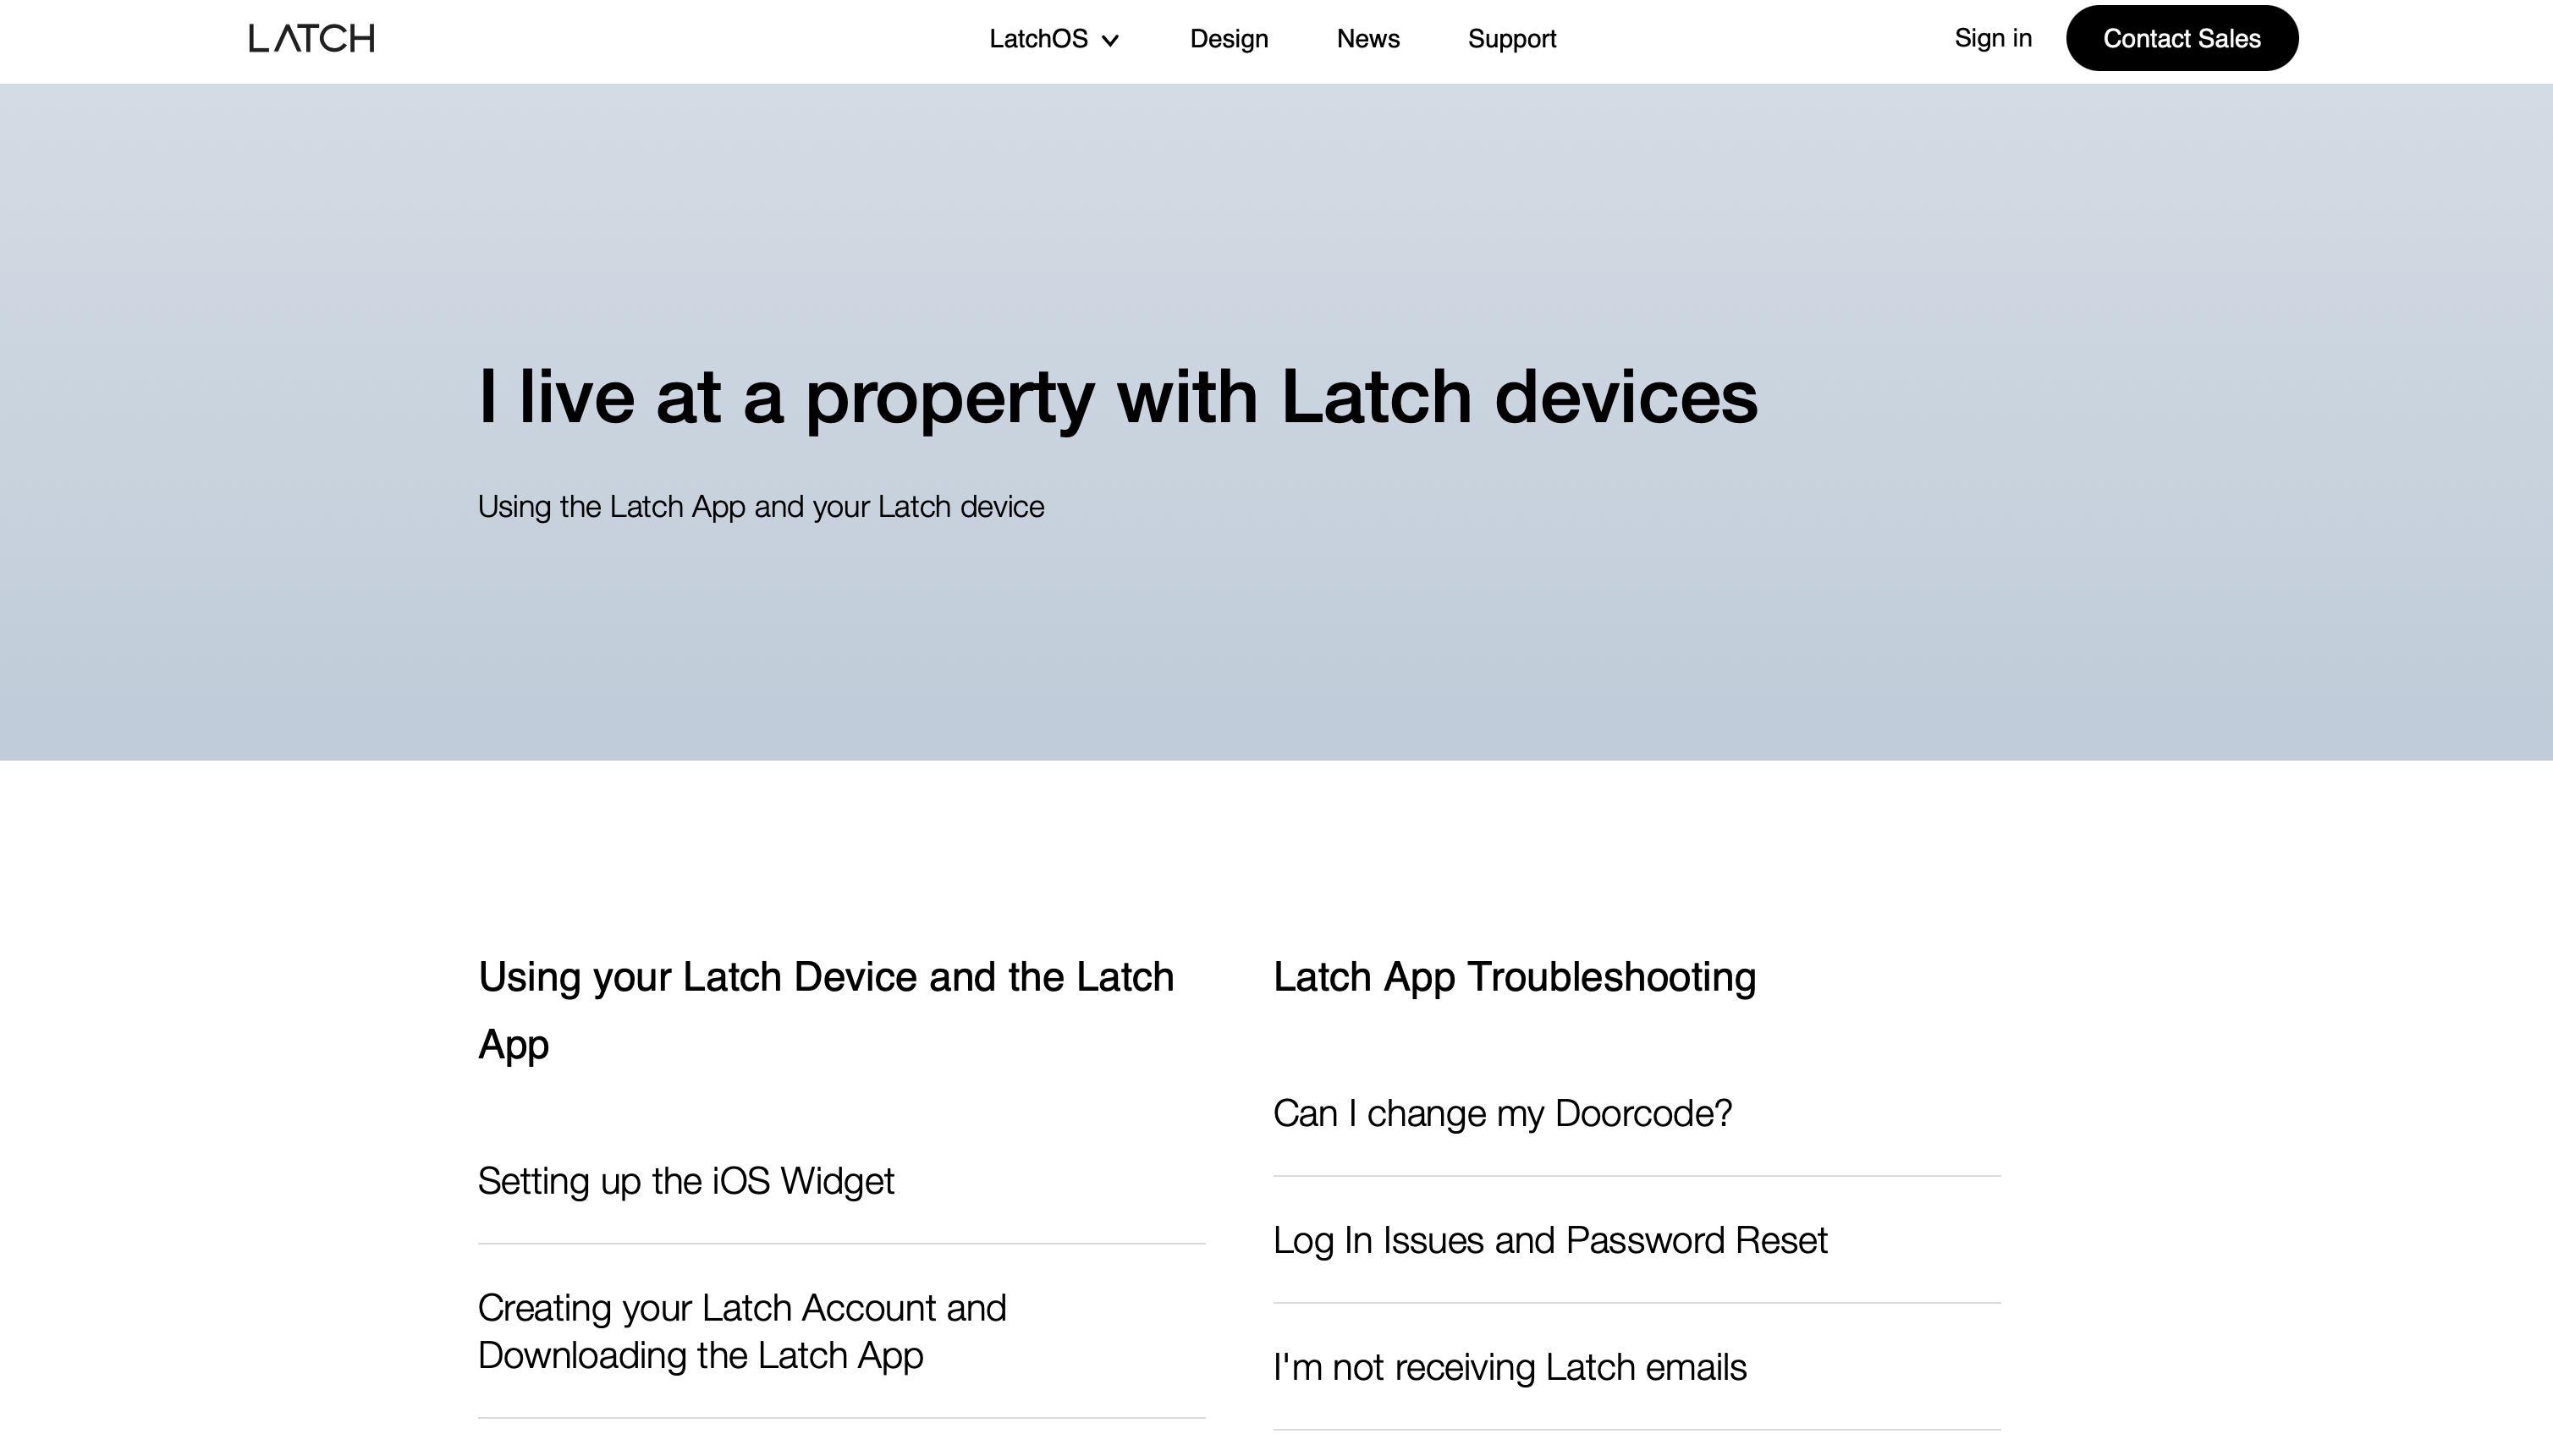 LATCH
LatchOS
Design
News
Support
Sign in
Contact Sales
I live at a property with Latch devices
Using the Latch App and your Latch device
Using your Latch Device and the Latch
App
Setting up the iOS Widget
Creating your Latch Account and
Downloading the Latch App
Latch App Troubleshooting
Can I change my Doorcode?
Log In Issues and Password Reset
I'm not receiving Latch emails